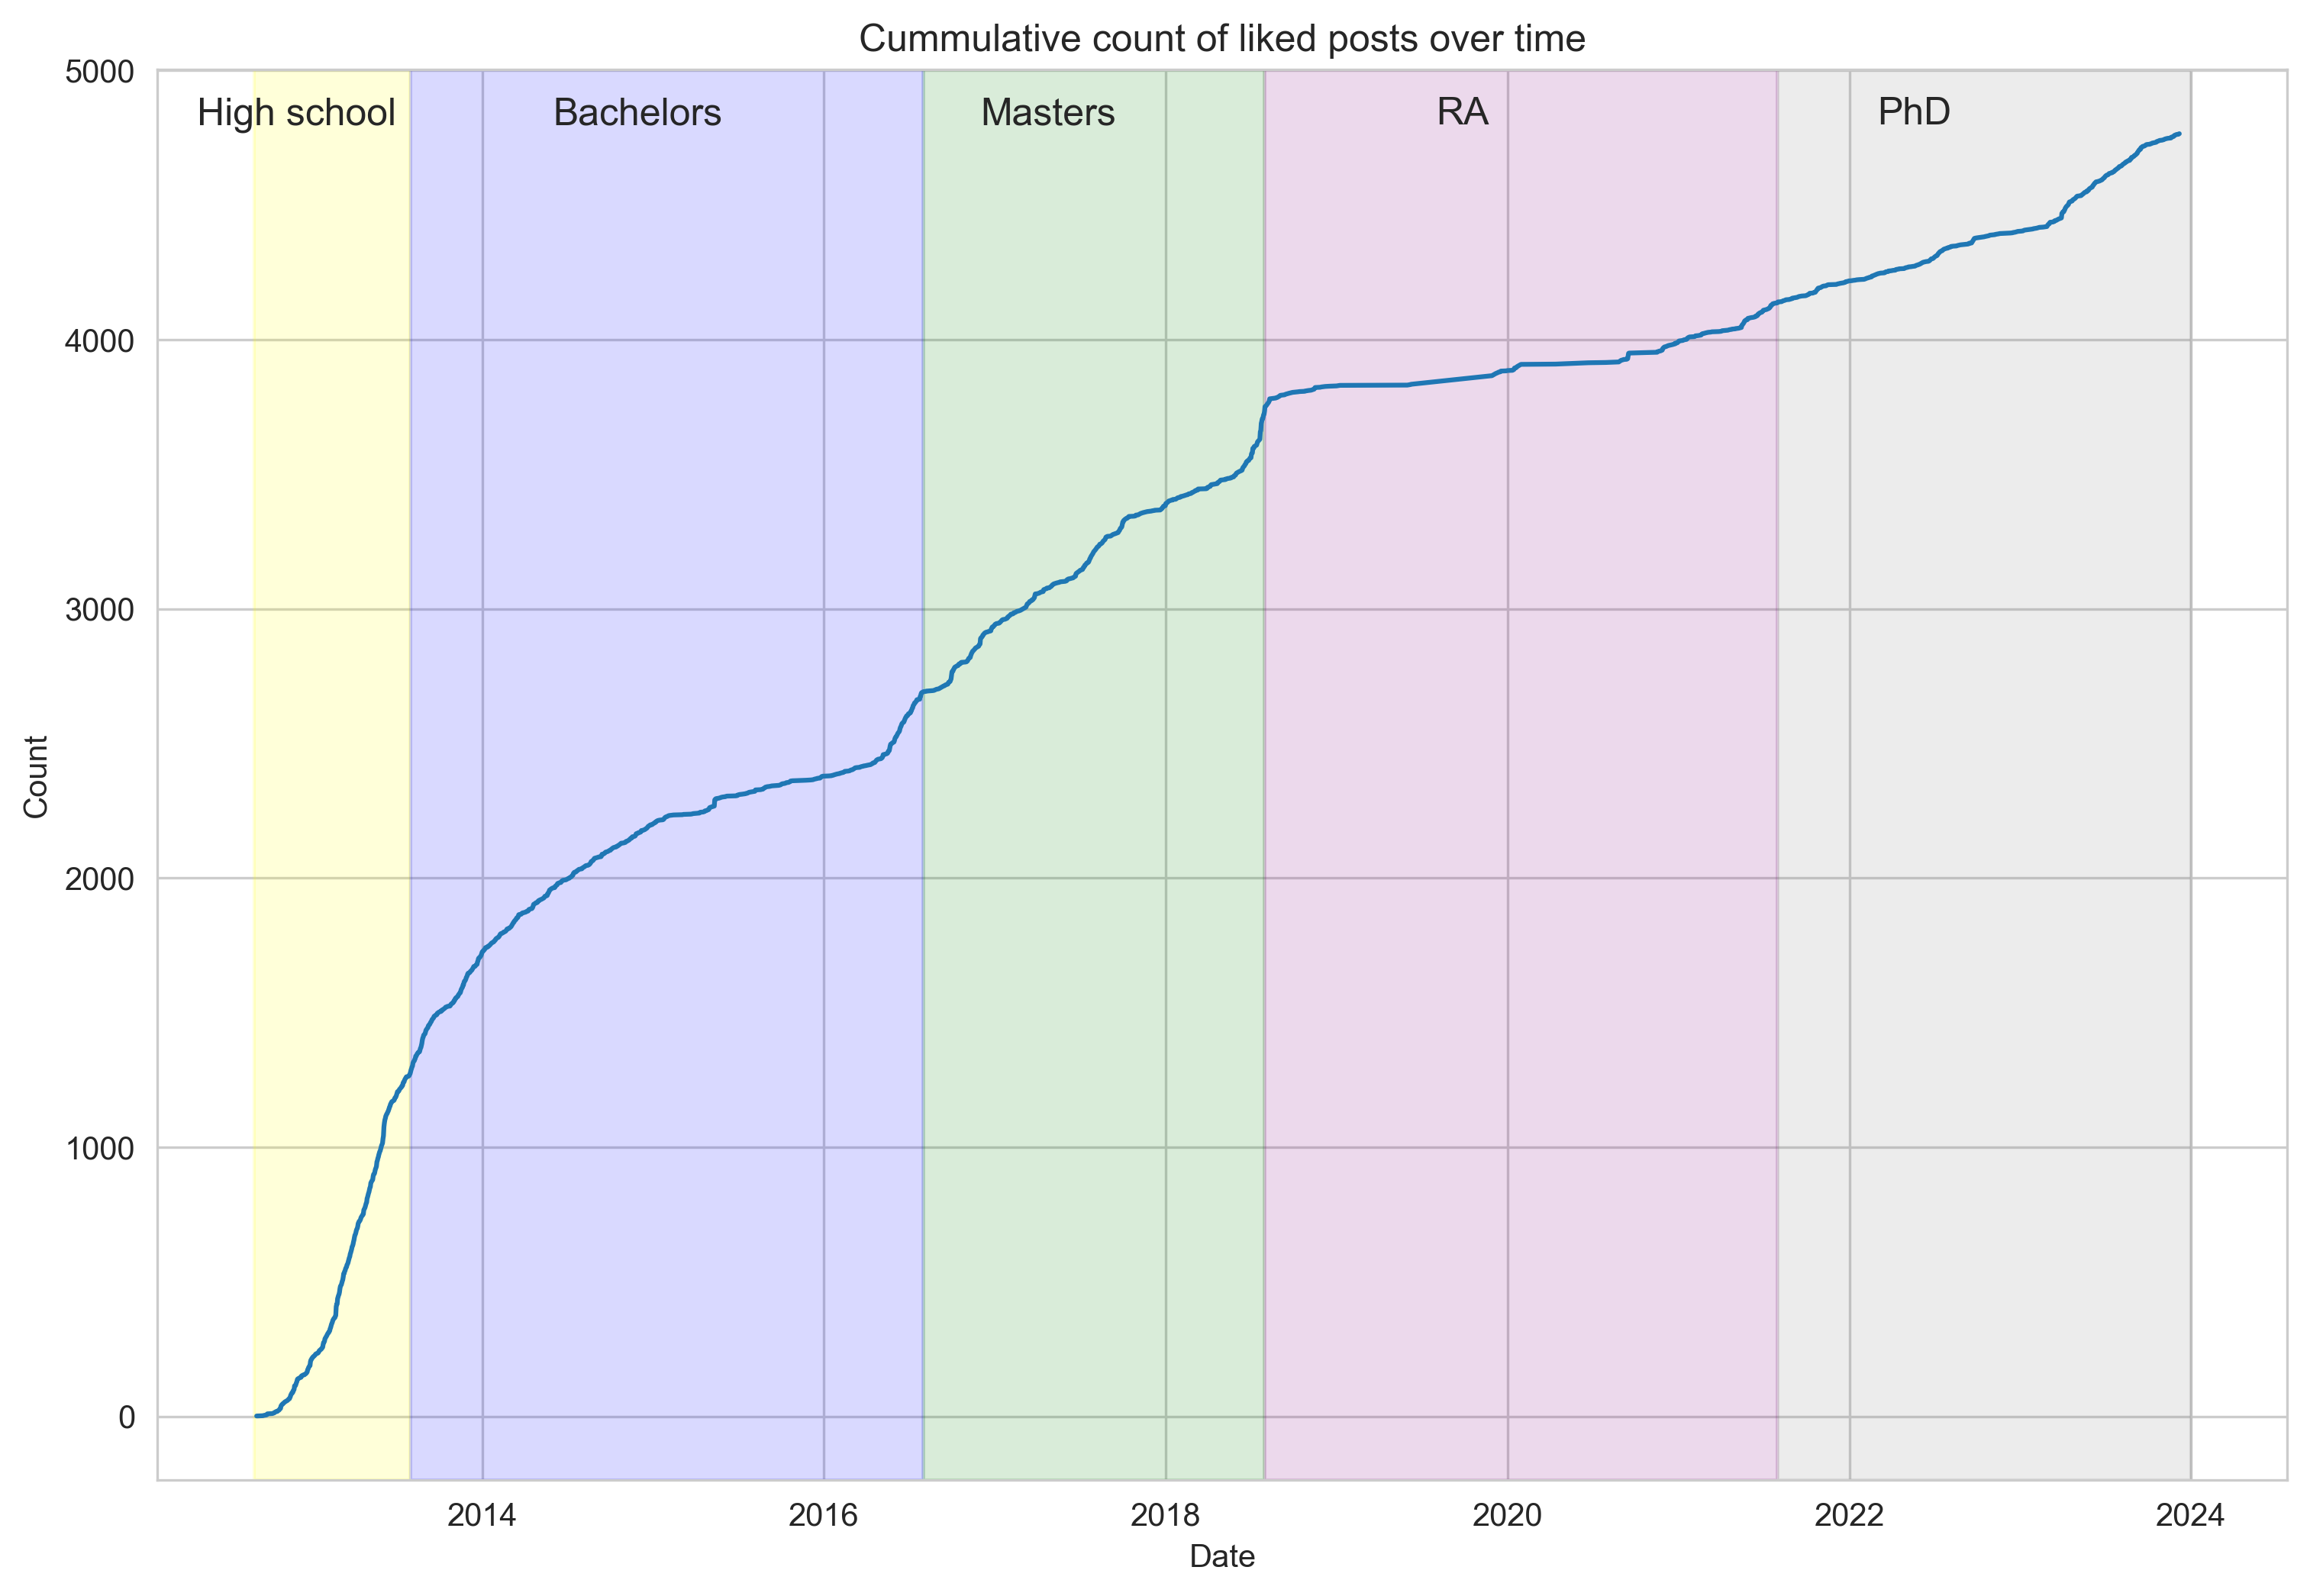 Cummulative count of liked posts over time
5000
High school
Bachelors
Masters
RA
PhD
4000
3000
Count
2000
1000
0
2014
2016
2018
2020
2022
2024
Date